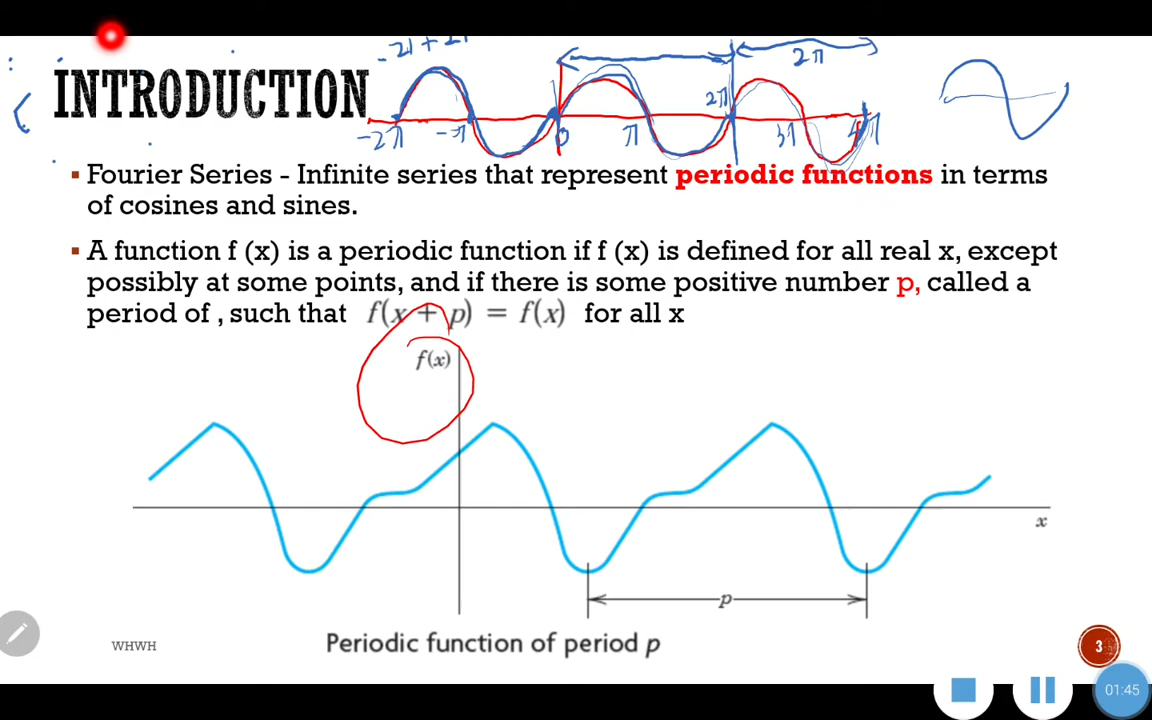 -2π + 2π
INTRODUCTION
2π
2π
-2π -π 0 π 3π 4π
▪ Fourier Series - Infinite series that represent periodic functions in terms
of cosines and sines.
▪ A function f (x) is a periodic function if f (x) is defined for all real x, except
possibly at some points, and if there is some positive number p, called a
period of , such that f(x + p) = f(x) for all x
f(x)
x
p
WHWH
Periodic function of period p
3
01:45